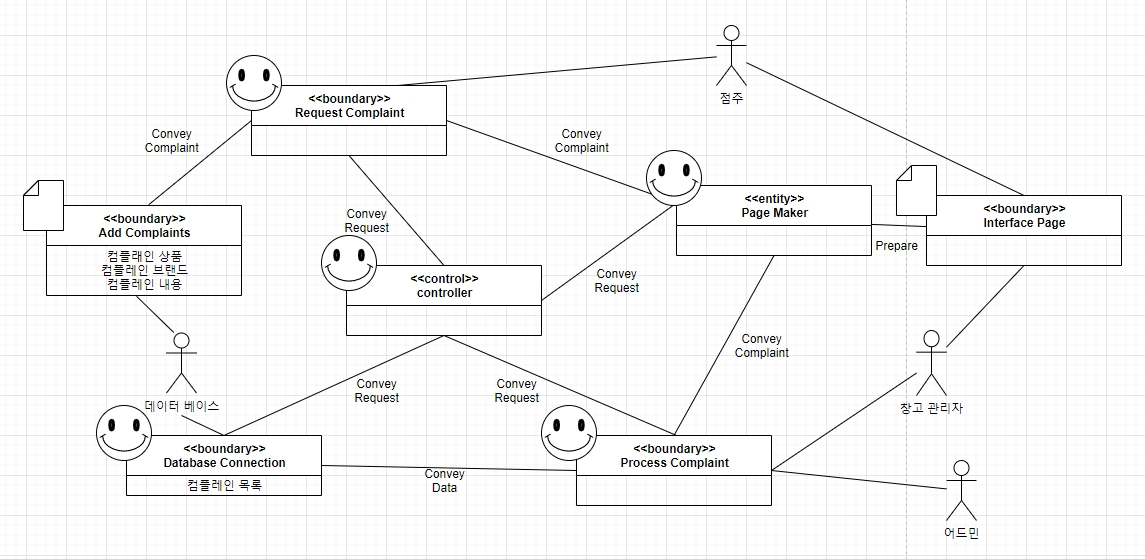 점주
<<boundary>>
Request Complaint
Convey
Complaint
Convey
Complaint
<<boundary>>
Add Complaints
컴플래인 상품
컴플레인 브랜드
컴플레인 내용
Convey
Request
<<entity>>
Page Maker
<<boundary>>
Interface Page
Prepare
<<control>>
controller
Convey
Request
Convey
Complaint
데이터 베이스
Convey
Request
Convey
Request
창고 관리자
<<boundary>>
Database Connection
컴플레인 목록
Convey
Data
<<boundary>>
Process Complaint
어드민